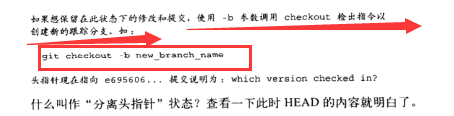 如果想保留在此状态下的修改和提交，使用 -b 参数调用 checkout 检出指令以
创建新的跟踪分支。如：
git checkout -b new_branch_name
头指针现在指向 e695606... 提交说明为：which version checked in?
什么叫作“分离头指针”状态？查看一下此时 HEAD 的内容就明白了。